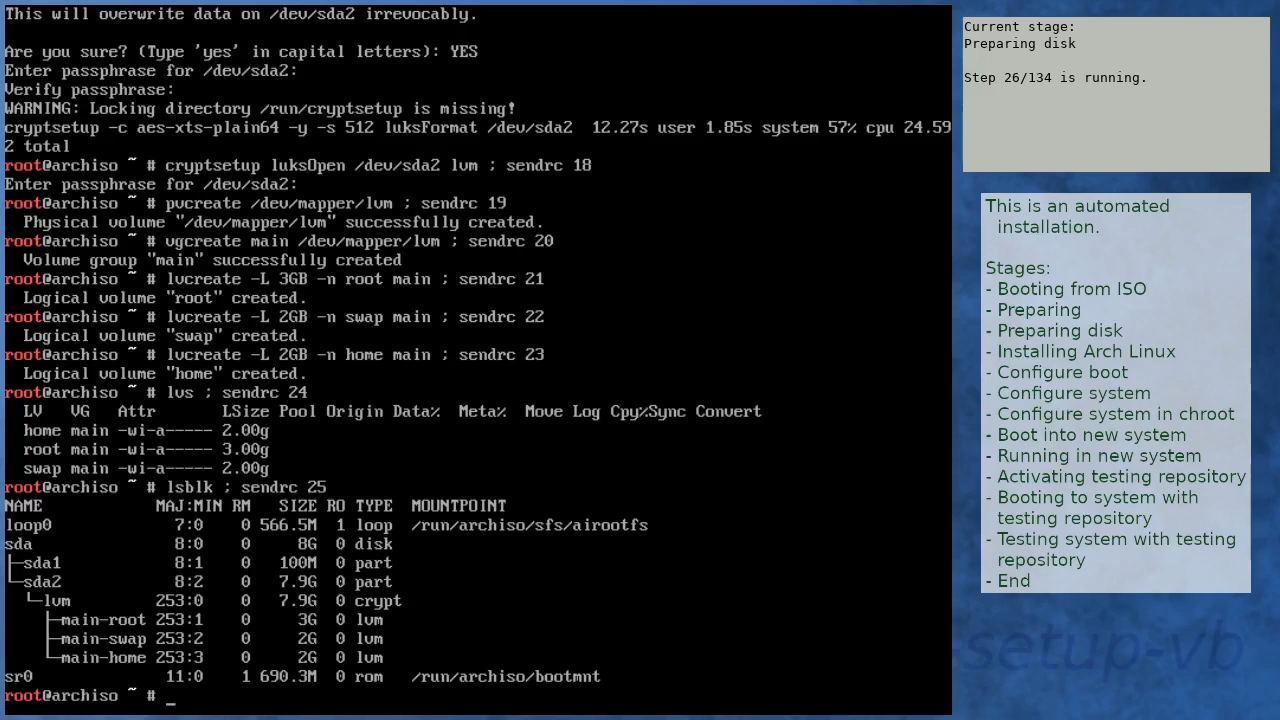 This will overwrite data on /dev/sda2 irrevocably.
Are you sure? (Type 'yes' in capital letters): YES
Enter passphrase for /dev/sda2:
Verify passphrase:
WARNING: Locking directory /run/cryptsetup is missing!
cryptsetup -c aes-xts-plain64 -y -s 512 luksFormat /dev/sda2  12.27s user 1.85s system 57% cpu 24.59
2 total
root@archiso ~ # cryptsetup luksOpen /dev/sda2 lvm ; sendrc 18
Enter passphrase for /dev/sda2:
root@archiso ~ # pvcreate /dev/mapper/lvm ; sendrc 19
  Physical volume "/dev/mapper/lvm" successfully created.
root@archiso ~ # vgcreate main /dev/mapper/lvm ; sendrc 20
  Volume group "main" successfully created
root@archiso ~ # lvcreate -L 3GB -n root main ; sendrc 21
  Logical volume "root" created.
root@archiso ~ # lvcreate -L 2GB -n swap main ; sendrc 22
  Logical volume "swap" created.
root@archiso ~ # lvcreate -L 2GB -n home main ; sendrc 23
  Logical volume "home" created.
root@archiso ~ # lvs ; sendrc 24
  LV   VG   Attr       LSize Pool Origin Data%  Meta%  Move Log Cpy%Sync Convert
  home main -wi-a----- 2.00g
  root main -wi-a----- 3.00g
  swap main -wi-a----- 2.00g
root@archiso ~ # lsblk ; sendrc 25
NAME            MAJ:MIN RM   SIZE RO TYPE  MOUNTPOINT
loop0             7:0    0 566.5M  1 loop  /run/archiso/sfs/airootfs
sda               8:0    0     8G  0 disk
├─sda1            8:1    0   100M  0 part
└─sda2            8:2    0   7.9G  0 part
  └─lvm         253:0    0   7.9G  0 crypt
    ├─main-root 253:1    0     3G  0 lvm
    ├─main-swap 253:2    0     2G  0 lvm
    └─main-home 253:3    0     2G  0 lvm
sr0              11:0    1 690.3M  0 rom   /run/archiso/bootmnt
root@archiso ~ # _
Current stage:
Preparing disk
Step 26/134 is running.
This is an automated
installation.
Stages:
- Booting from ISO
- Preparing
- Preparing disk
- Installing Arch Linux
- Configure boot
- Configure system
- Configure system in chroot
- Boot into new system
- Running in new system
- Activating testing repository
- Booting to system with
testing repository
- Testing system with testing
repository
- End
-setup-vb